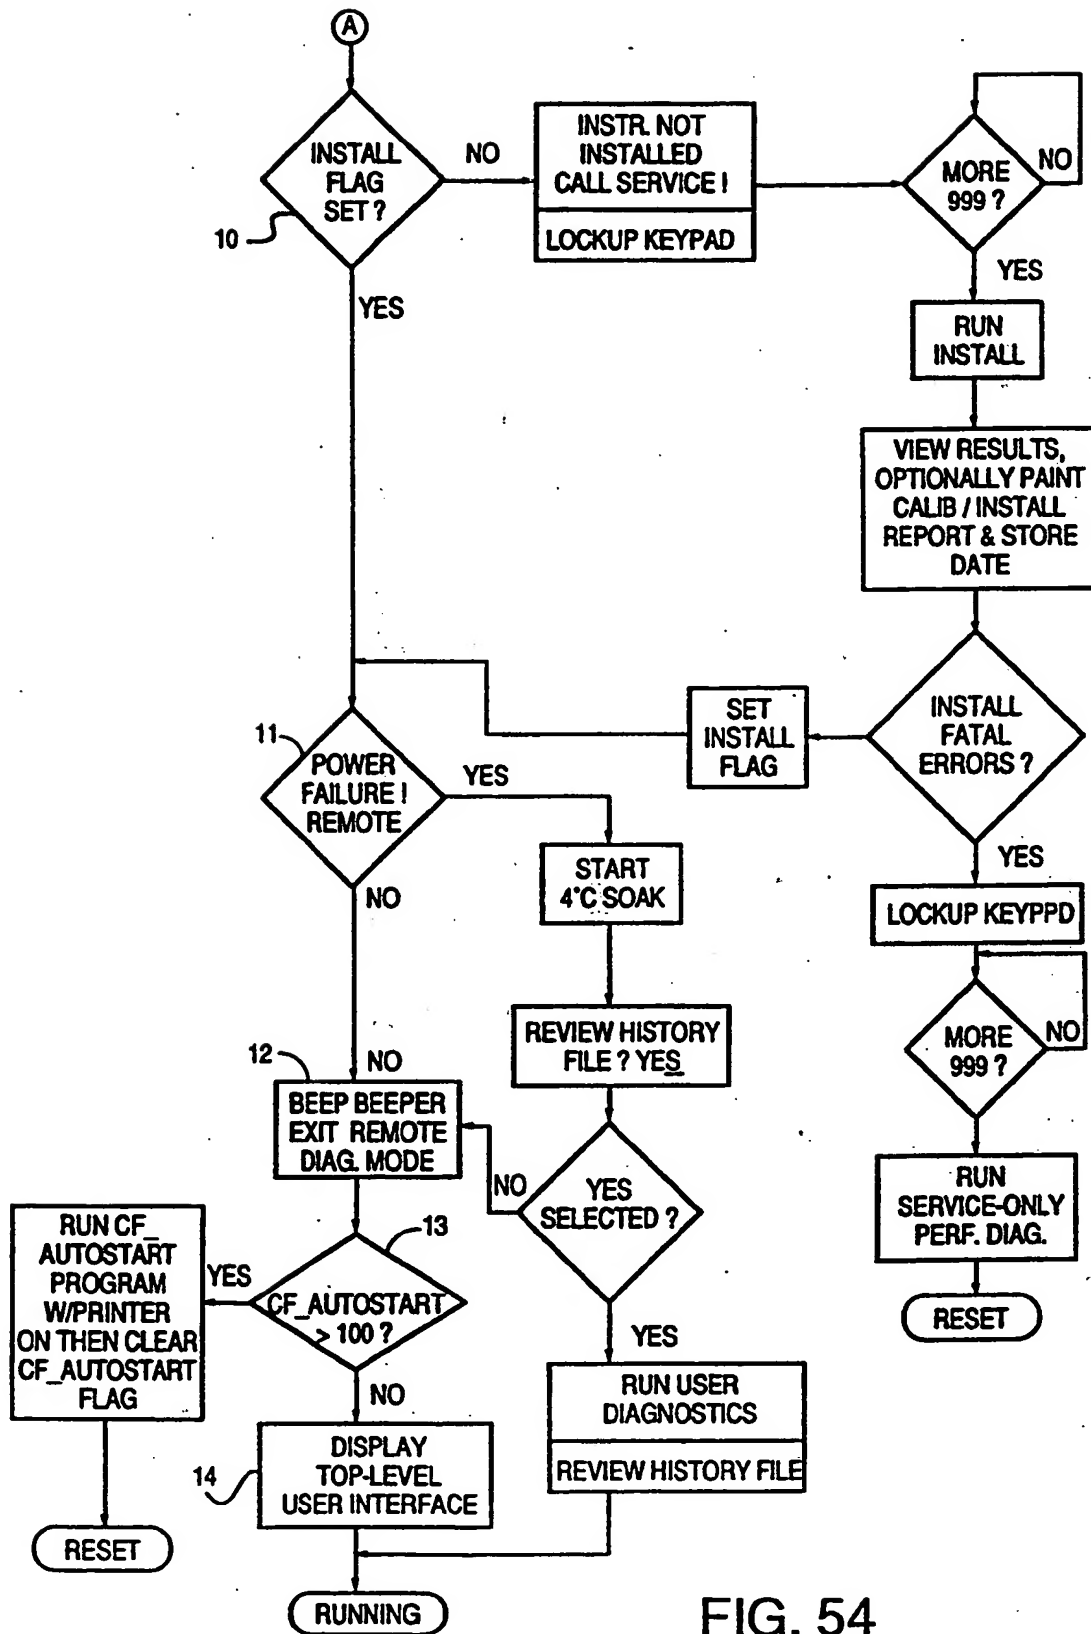 A
INSTALL
FLAG
SET ?
10
NO
INSTR. NOT
INSTALLED
CALL SERVICE !
LOCKUP KEYPAD
MORE
999 ?
NO
YES
YES
RUN
INSTALL
VIEW RESULTS,
OPTIONALLY PAINT
CALIB / INSTALL
REPORT & STORE
DATE
INSTALL
FATAL
ERRORS ?
SET
INSTALL
FLAG
11
POWER
FAILURE !
REMOTE
YES
NO
START
4°C SOAK
YES
LOCKUP KEYPPD
REVIEW HISTORY
FILE ? YES
MORE
999 ?
NO
12
NO
BEEP BEEPER
EXIT REMOTE
DIAG. MODE
NO
YES
SELECTED ?
RUN
SERVICE-ONLY
PERF. DIAG.
RESET
RUN CF_
AUTOSTART
PROGRAM
W/PRINTER
ON THEN CLEAR
CF_AUTOSTART
FLAG
YES
13
CF_AUTOSTART
> 100 ?
NO
YES
RUN USER
DIAGNOSTICS
REVIEW HISTORY FILE
14
DISPLAY
TOP-LEVEL
USER INTERFACE
RESET
RUNNING
FIG. 54